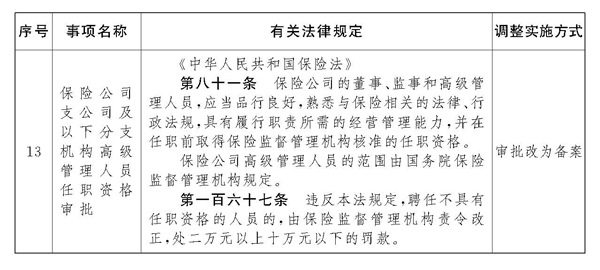 序号 事项名称 有关法律规定 调整实施方式
13
保险公司
支公司及
以下分支
机构高级
管理人员
任职资格
审批
《中华人民共和国保险法》
第八十一条 保险公司的董事、监事和高级管
理人员,应当品行良好,熟悉与保险相关的法律、行
政法规,具有履行职责所需的经营管理能力,并在
任职前取得保险监督管理机构核准的任职资格。
保险公司高级管理人员的范围由国务院保险
监督管理机构规定。
第一百六十七条 违反本法规定,聘任不具有
任职资格的人员的,由保险监督管理机构责令改
正,处二万元以上十万元以下的罚款。
审批改为备案